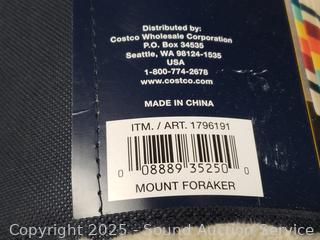 Distributed by:
Costco Wholesale Corporation
P.O. Box 34535
Seattle, WA 98124-1535
USA
1-800-774-2678
www.costco.com
MADE IN CHINA
ITM. / ART. 1796191
0 08889 35250 0
MOUNT FORAKER
Copyright 2025 - Sound Auction Service